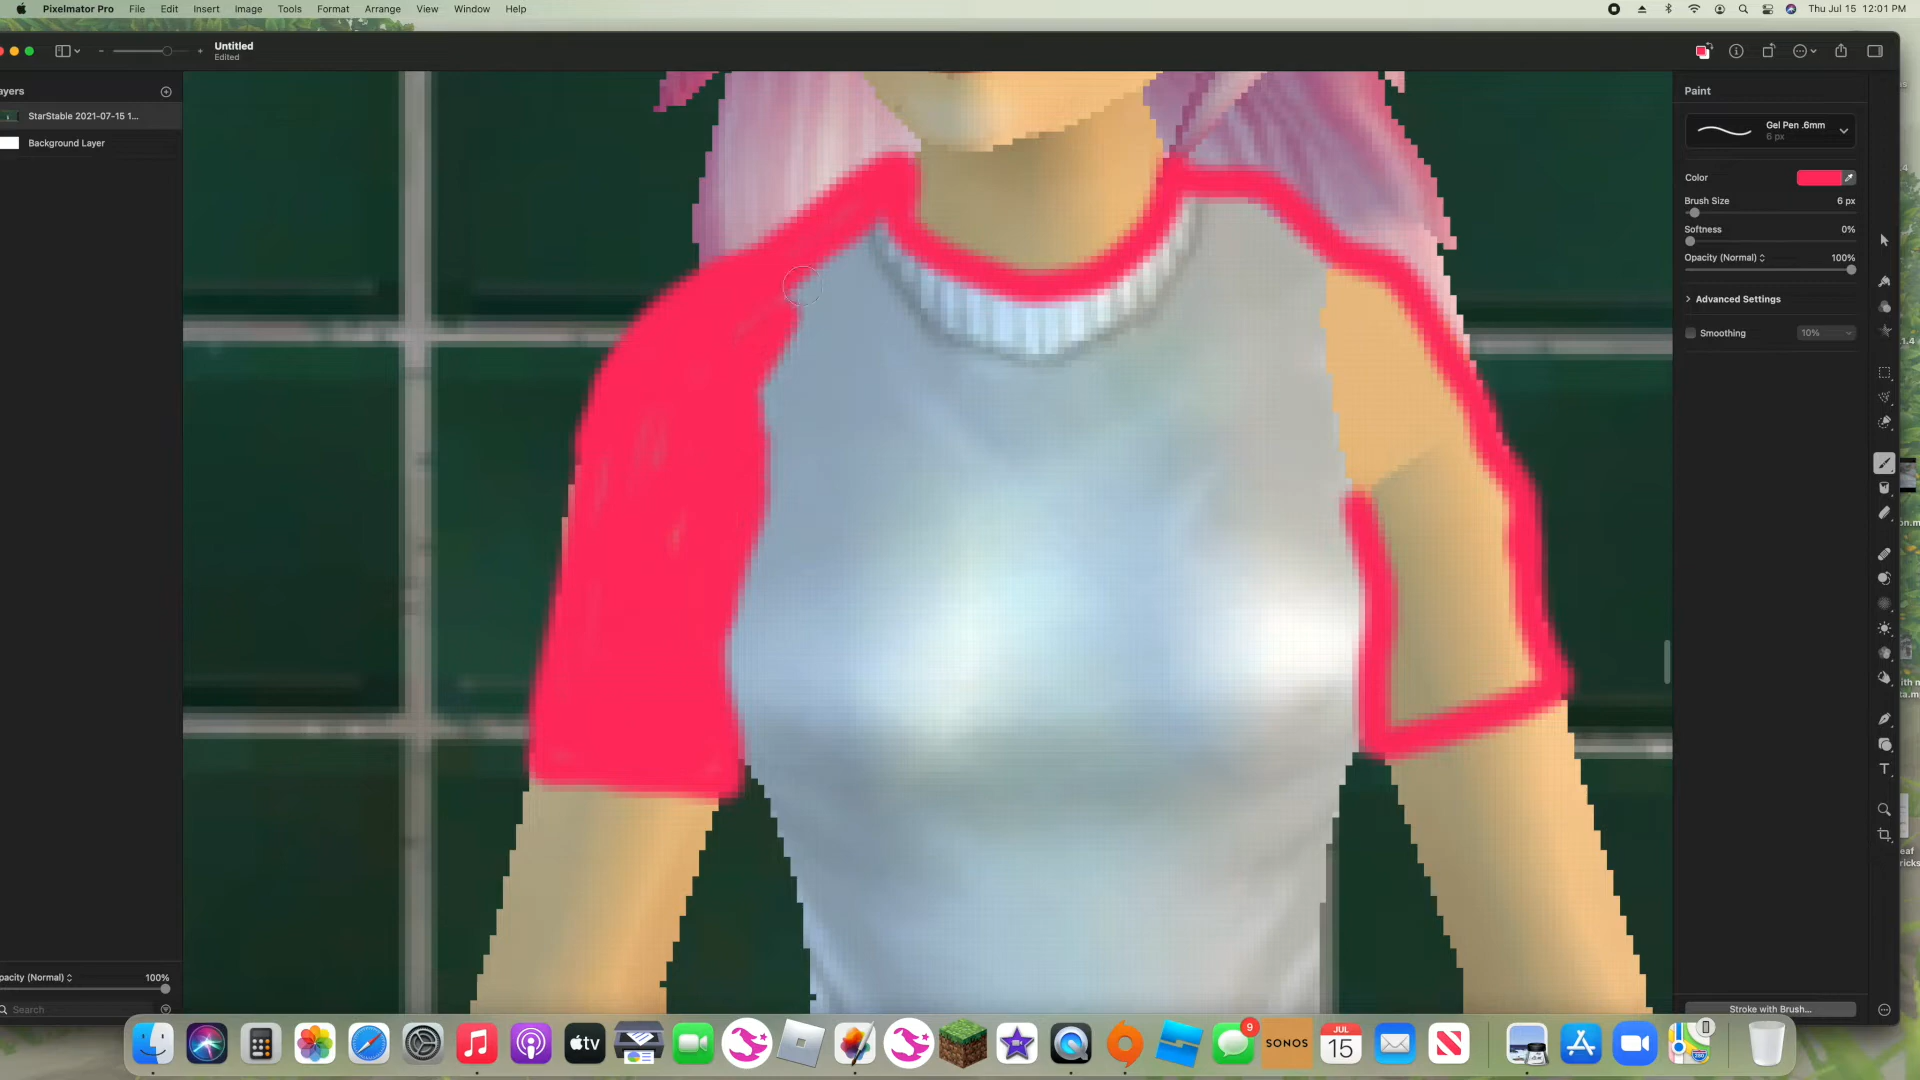 Pixelmator Pro File Edit Insert Image Tools Format Arrange View Window Help Thu Jul 15 12:01 PM
Untitled
Edited
ayers
StarStable 2021-07-15 1...
Background Layer
Paint
Gel Pen .6mm
6 px
Color
Brush Size 6 px
Softness 0%
Opacity (Normal) 100%
Advanced Settings
Smoothing 10%
T
pacity (Normal) 100%
Search
Stroke with Brush...
tv
9
SONOS
JUL
15